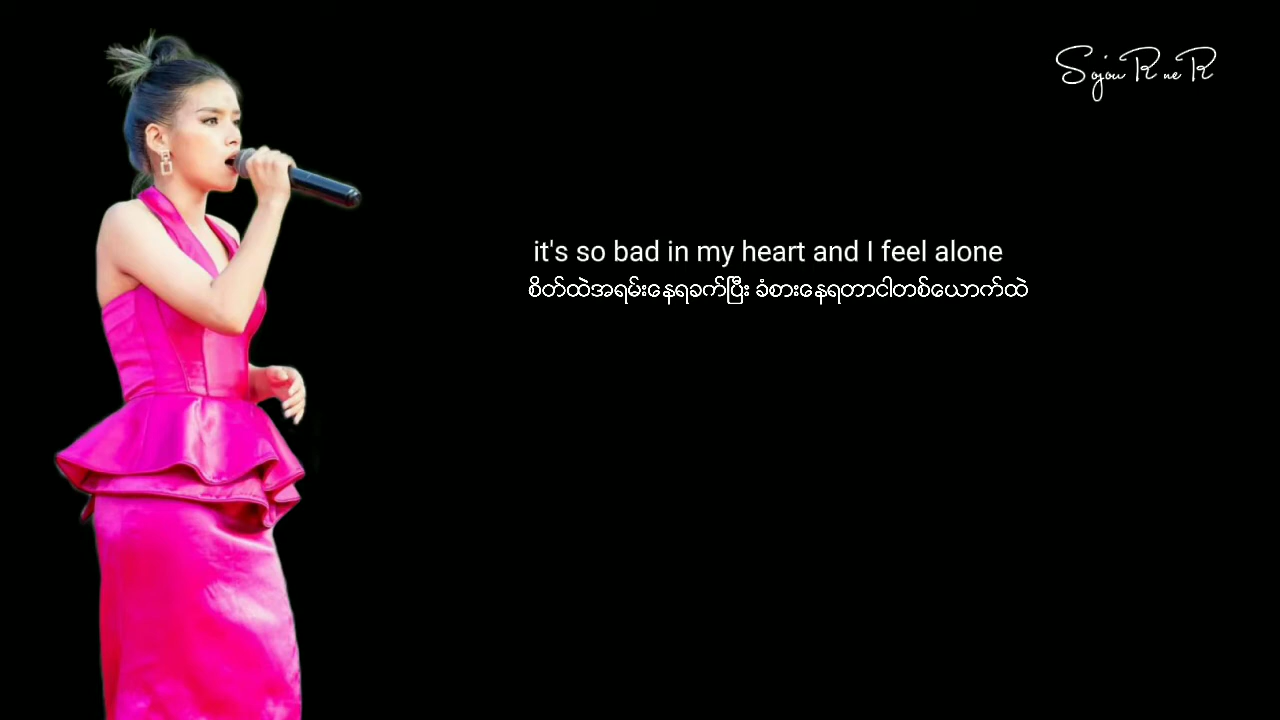 SojouRneR
it's so bad in my heart and I feel alone
စိတ်ထဲအရမ်းနေရခက်ပြီး ခံစားနေရတာငါတစ်ယောက်ထဲ